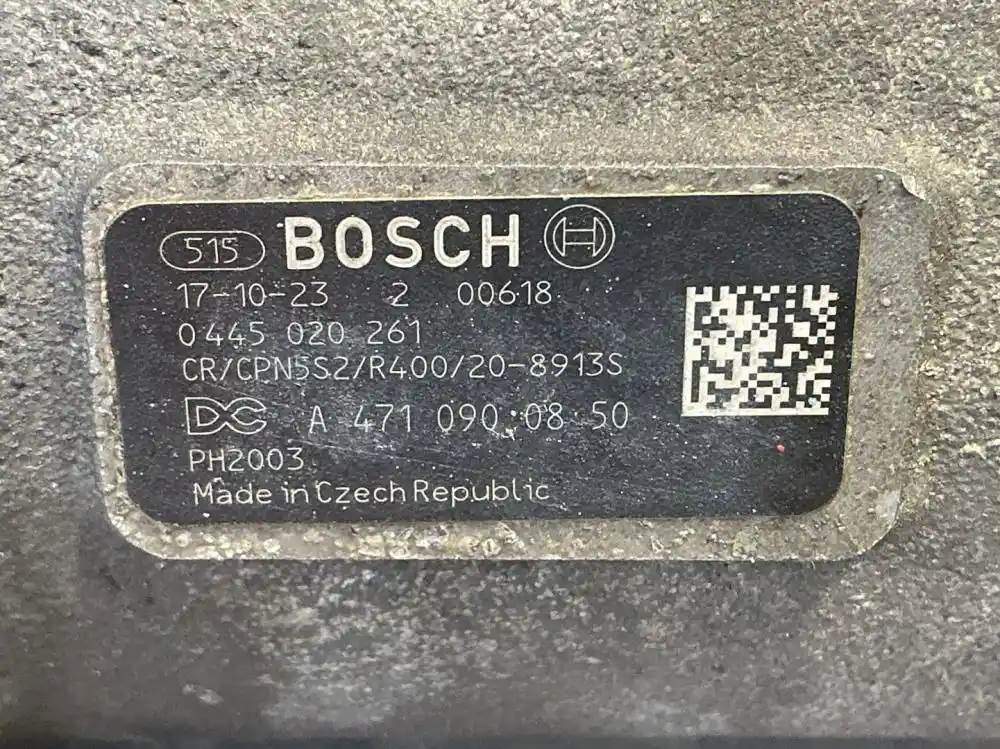 515 BOSCH
17-10-23 2 00618
0 445 020 261
CR/CPN5S2/R400/20-8913S
DC A 471 090 08 50
PH2003
Made in Czech Republic